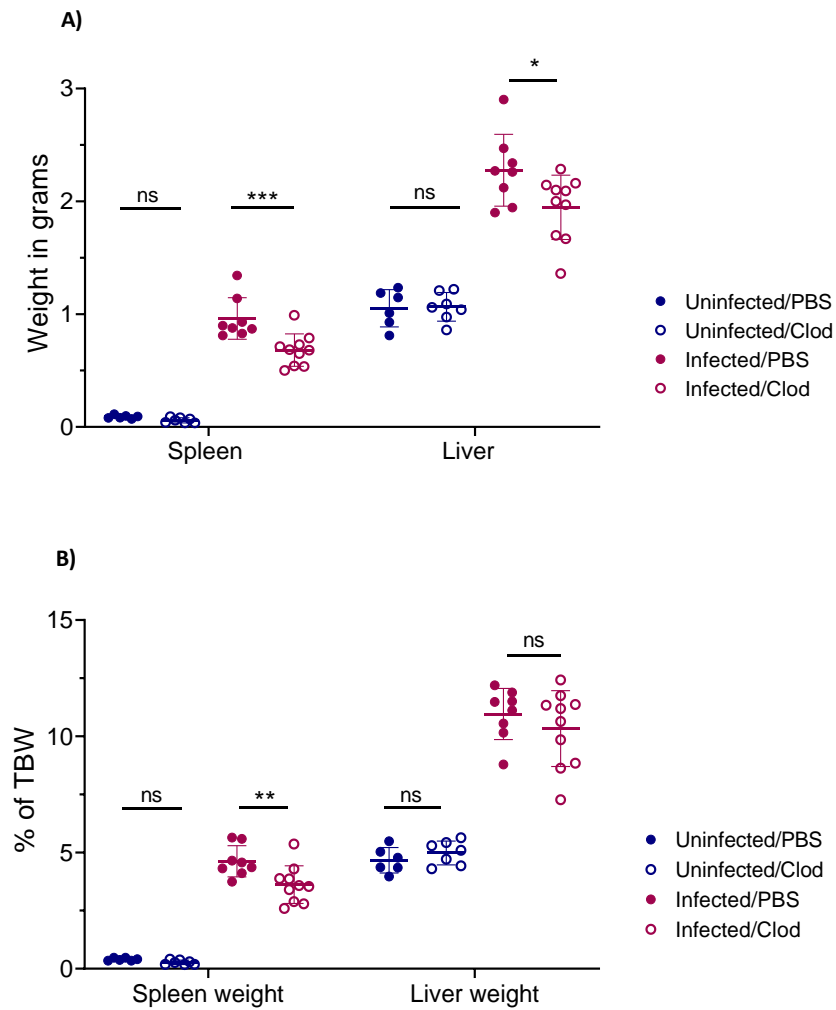 A)
*
3
ns
***
ns
2
Weight in grams
1
0
Spleen
Liver
Uninfected/PBS
Uninfected/Clod
Infected/PBS
Infected/Clod
B)
15
ns
10
% of TBW
ns
**
ns
5
0
Spleen weight
Liver weight
Uninfected/PBS
Uninfected/Clod
Infected/PBS
Infected/Clod